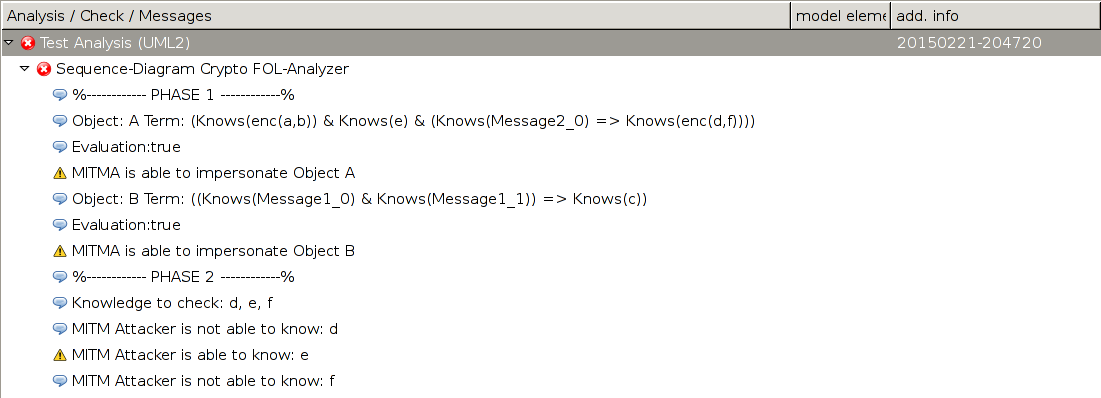 Analysis / Check / Messages model eleme add. info
Test Analysis (UML2) 20150221-204720
Sequence-Diagram Crypto FOL-Analyzer
%------------ PHASE 1 ------------%
Object: A Term: (Knows(enc(a,b)) & Knows(e) & (Knows(Message2_0) => Knows(enc(d,f))))
Evaluation:true
MITMA is able to impersonate Object A
Object: B Term: ((Knows(Message1_0) & Knows(Message1_1)) => Knows(c))
Evaluation:true
MITMA is able to impersonate Object B
%------------ PHASE 2 ------------%
Knowledge to check: d, e, f
MITM Attacker is not able to know: d
MITM Attacker is able to know: e
MITM Attacker is not able to know: f